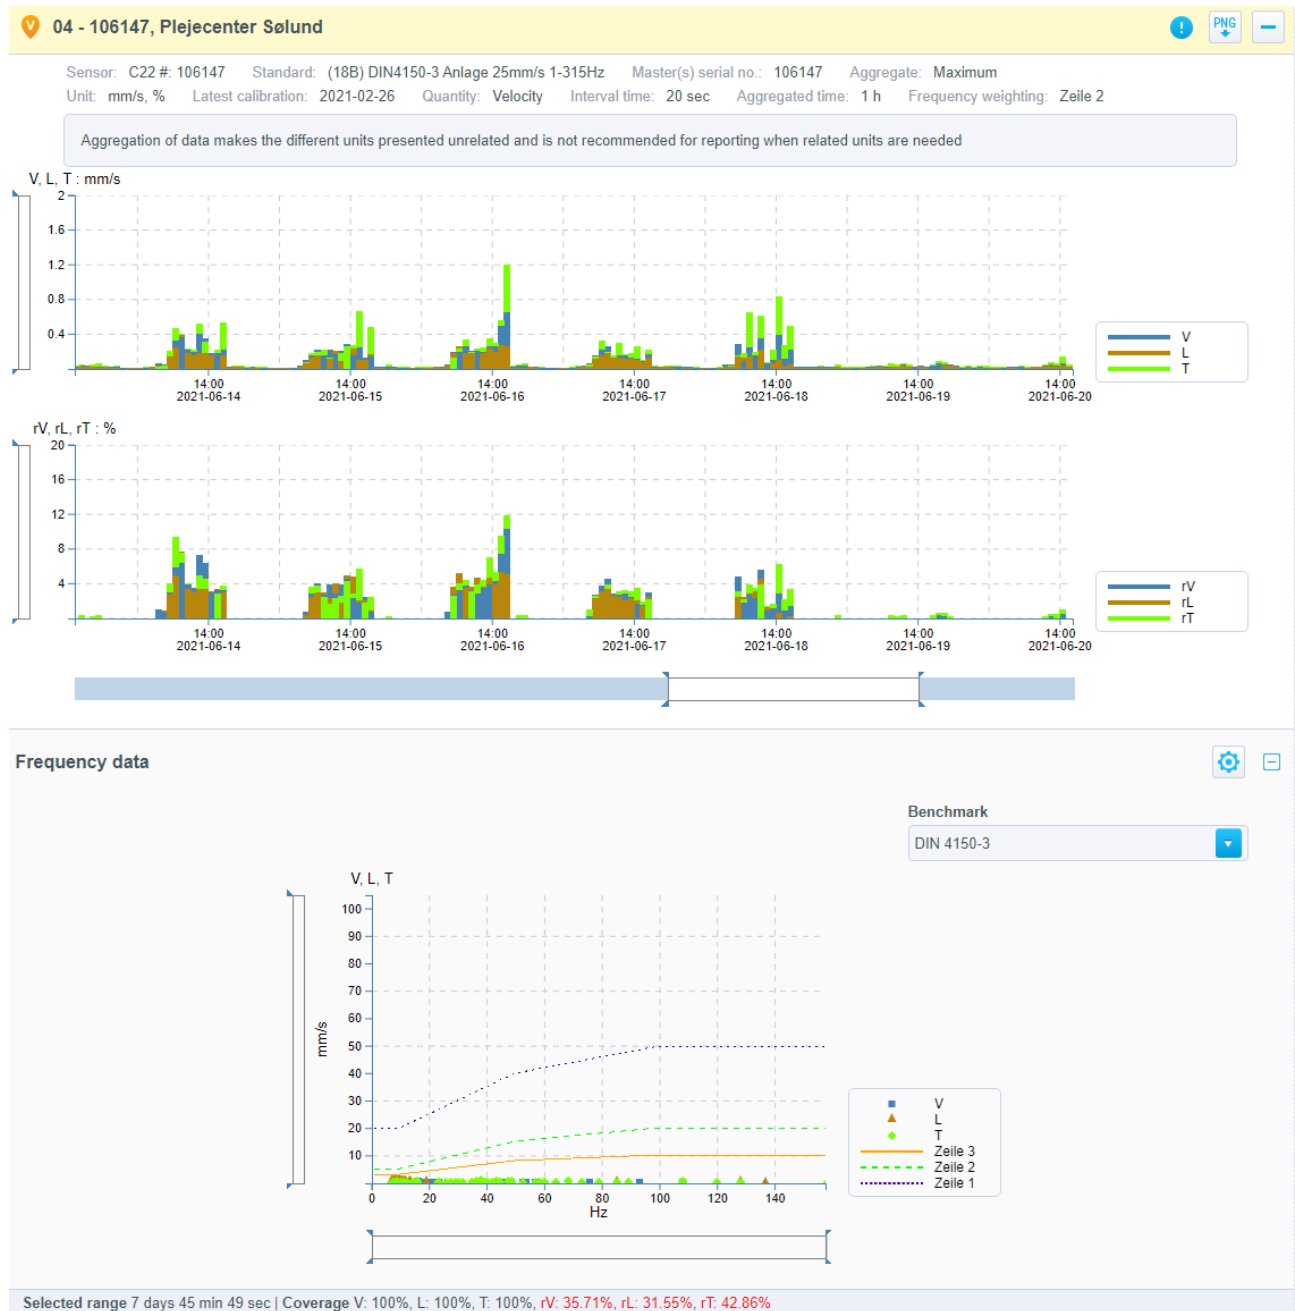 V 04 - 106147, Plejecenter Sølund ! PNG
Sensor: C22 #: 106147 Standard: (18B) DIN4150-3 Anlage 25mm/s 1-315Hz Master(s) serial no.: 106147 Aggregate: Maximum
Unit: mm/s, % Latest calibration: 2021-02-26 Quantity: Velocity Interval time: 20 sec Aggregated time: 1 h Frequency weighting: Zeile 2
Aggregation of data makes the different units presented unrelated and is not recommended for reporting when related units are needed
V, L, T : mm/s
2
1.6
1.2
0.8
0.4
14:00 14:00 14:00 14:00 14:00 14:00 14:00
2021-06-14 2021-06-15 2021-06-16 2021-06-17 2021-06-18 2021-06-19 2021-06-20
V
L
T
rV, rL, rT : %
20
16
12
8
4
14:00 14:00 14:00 14:00 14:00 14:00 14:00
2021-06-14 2021-06-15 2021-06-16 2021-06-17 2021-06-18 2021-06-19 2021-06-20
rV
rL
rT
Frequency data
Benchmark
DIN 4150-3
V, L, T
100
90
80
70
60
50
40
30
20
10
mm/s
0 20 40 60 80 100 120 140
Hz
V
L
T
Zeile 3
Zeile 2
Zeile 1
Selected range 7 days 45 min 49 sec | Coverage V: 100%, L: 100%, T: 100%, rV: 35.71%, rL: 31.55%, rT: 42.86%